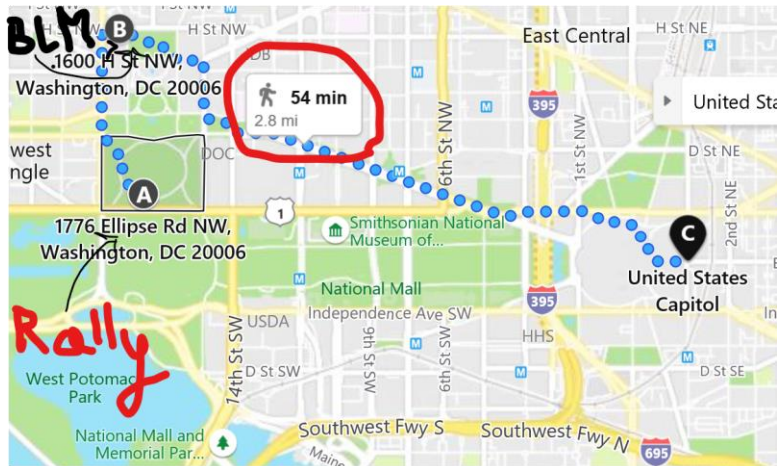 BLM
B
H St NW
H St NW
IDB
East Central
H St NE
1600 H St NW,
Washington, DC 20006
54 min
2.8 mi
395
United Sta
west
ngle
DOC
6th St NW
1st St NW
D St NE
2nd St NE
A
1
1776 Ellipse Rd NW,
Washington, DC 20006
Smithsonian National
Museum of...
C
United States
Capitol
National Mall
Independence Ave SW
395
Rally
USDA
HHS
14th St SW
D St SW
9th St SW
6th St SW
D St SE
West Potomac
Park
National Mall and
Memorial Par...
Southwest Fwy S
Southwest Fwy N
Maine
695
M
M
M
M
M
M
M